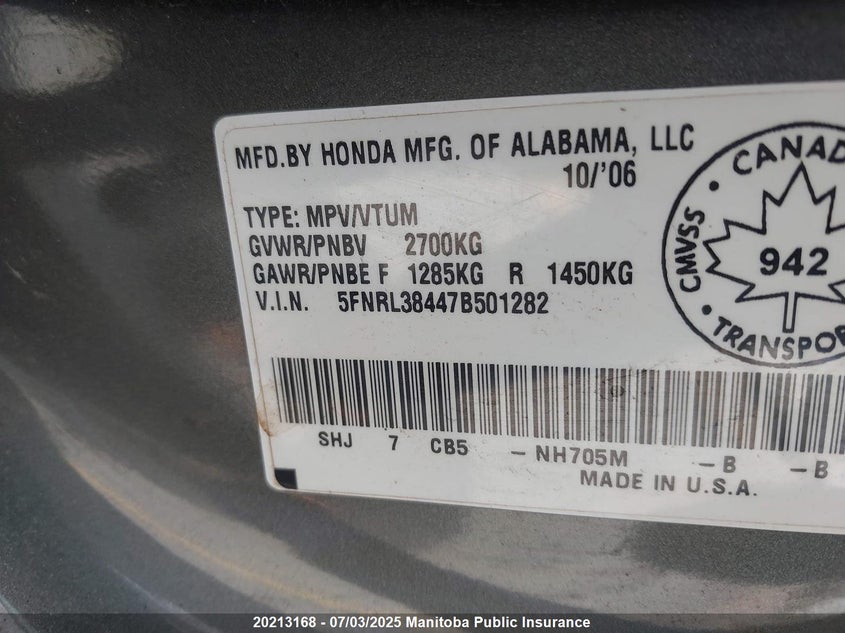 MFD.BY HONDA MFG. OF ALABAMA, LLC
10/'06
TYPE: MPV/VTUM
GVWR/PNBV 2700KG
GAWR/PNBE F 1285KG R 1450KG
V.I.N. 5FNRL38447B501282
CANAD
CMVSS
942
TRANSPO
SHJ 7 CB5 - NH705M - B - B
MADE IN U.S.A.
20213168 - 07/03/2025 Manitoba Public Insurance